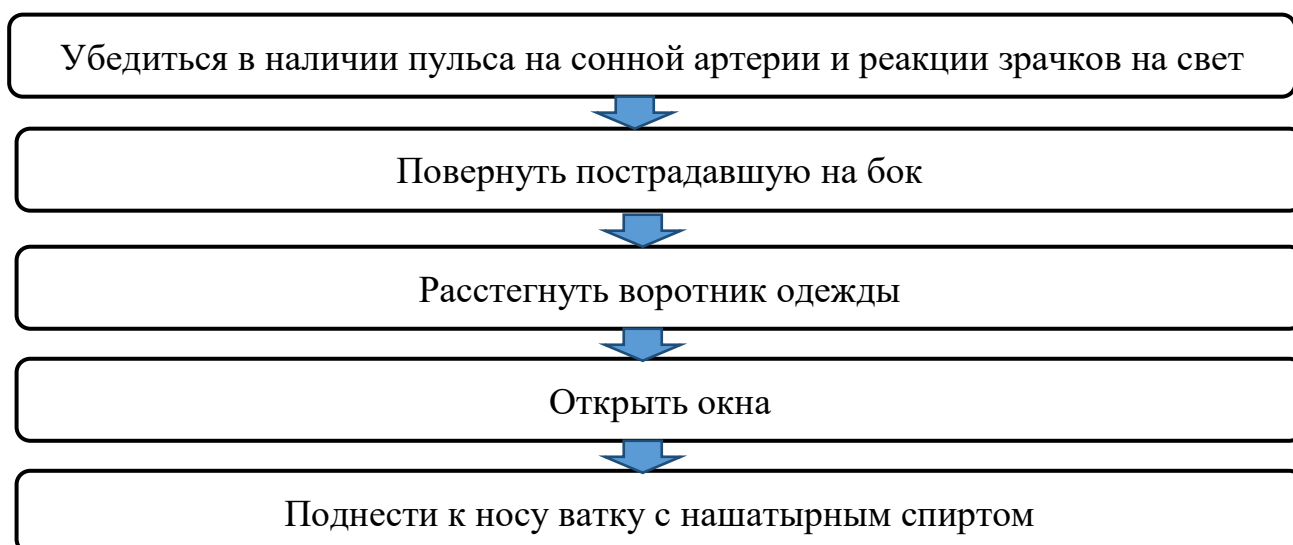 Убедиться в наличии пульса на сонной артерии и реакции зрачков на свет
Повернуть пострадавшую на бок
Расстегнуть воротник одежды
Открыть окна
Поднести к носу ватку с нашатырным спиртом